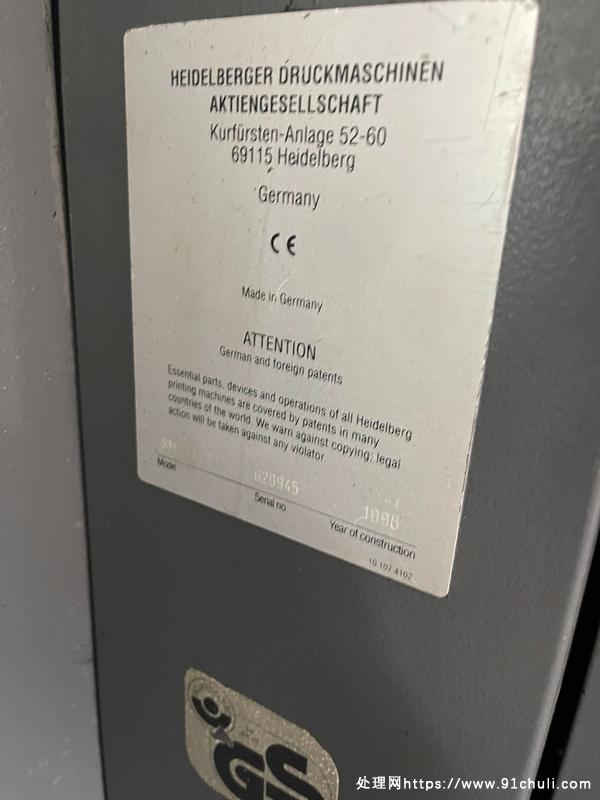 HEIDELBERGER DRUCKMASCHINEN
AKTIENGESELLSCHAFT
Kurfürsten-Anlage 52-60
69115 Heidelberg
Germany
CE
Made in Germany
ATTENTION
German and foreign patents
Essential parts, devices and operations of all Heidelberg
printing machines are covered by patents in many
countries of the world. We warn against copying; legal
action will be taken against any violator.
620945 1996
Model Serial no. Year of construction
10 107 4102
GS
处理网https://www.91chuli.com